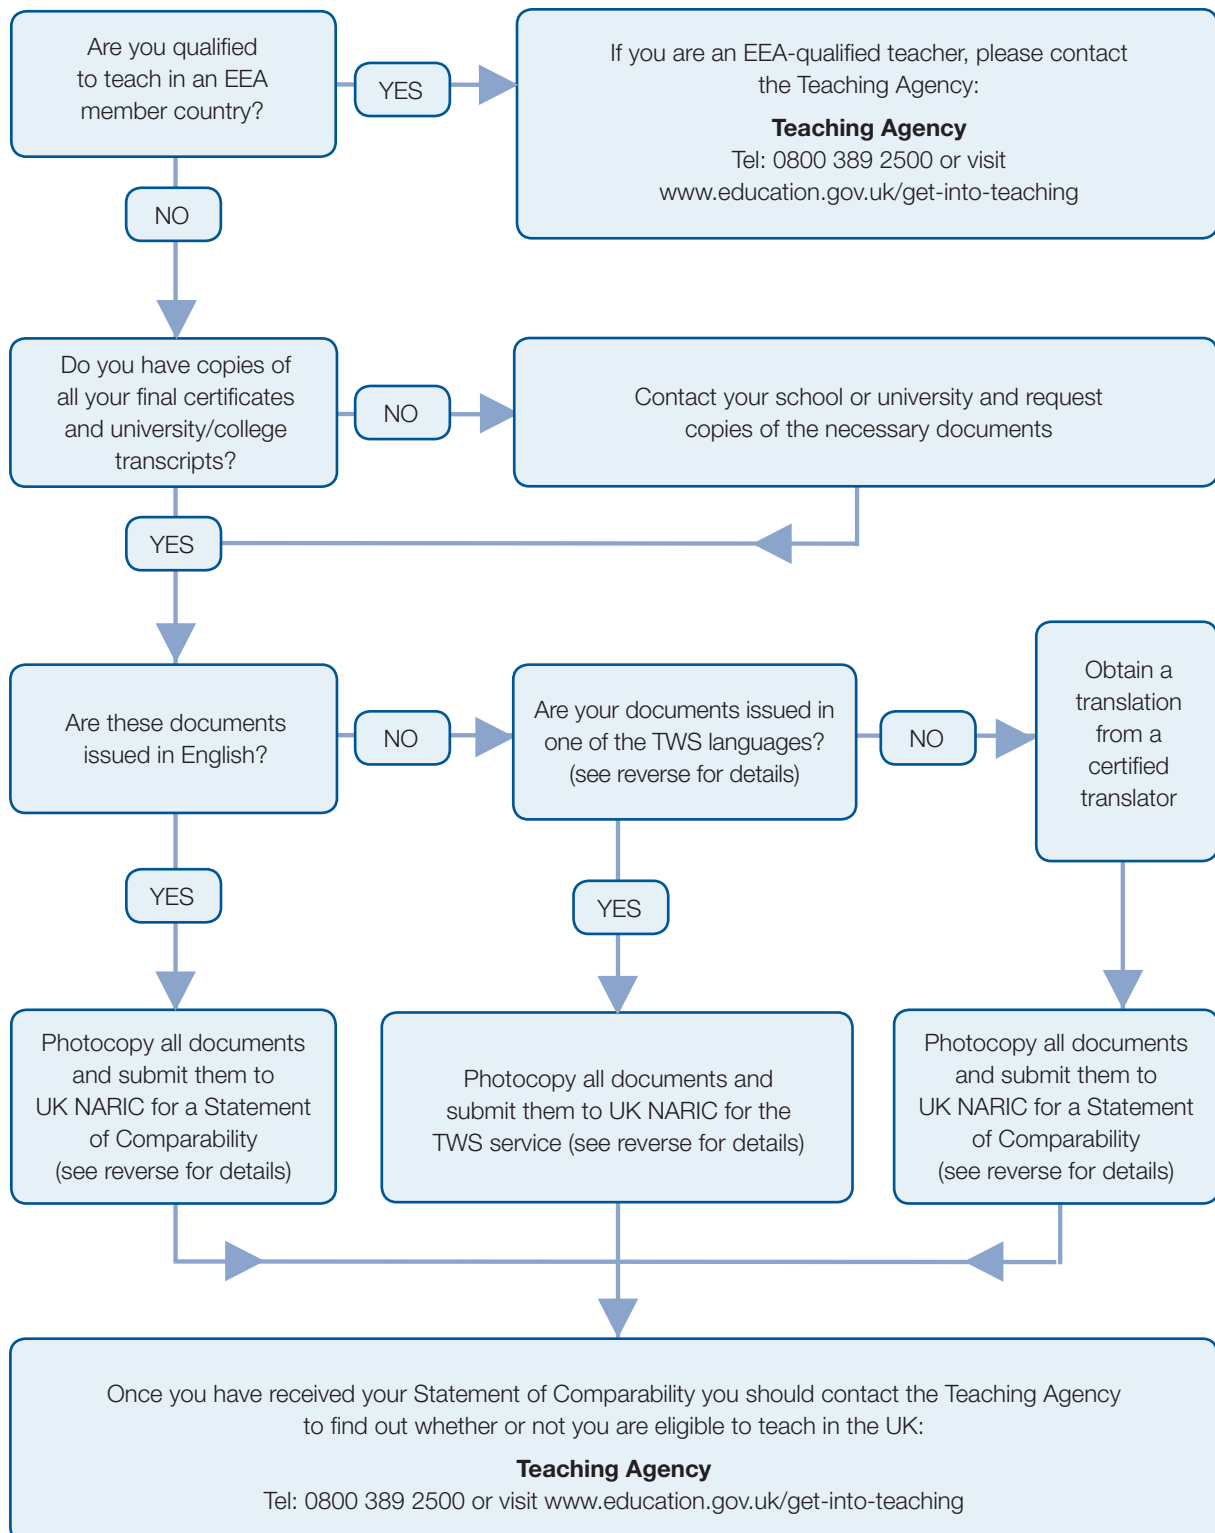 Are you qualified
to teach in an EEA
member country?
YES
If you are an EEA-qualified teacher, please contact
the Teaching Agency:
Teaching Agency
Tel: 0800 389 2500 or visit
www.education.gov.uk/get-into-teaching
NO
Do you have copies of
all your final certificates
and university/college
transcripts?
NO
Contact your school or university and request
copies of the necessary documents
YES
Are these documents
issued in English?
NO
Are your documents issued in
one of the TWS languages?
(see reverse for details)
NO
Obtain a
translation
from a
certified
translator
YES
YES
Photocopy all documents
and submit them to
UK NARIC for a Statement
of Comparability
(see reverse for details)
Photocopy all documents and
submit them to UK NARIC for the
TWS service (see reverse for details)
Photocopy all documents
and submit them to
UK NARIC for a Statement
of Comparability
(see reverse for details)
Once you have received your Statement of Comparability you should contact the Teaching Agency
to find out whether or not you are eligible to teach in the UK:
Teaching Agency
Tel: 0800 389 2500 or visit www.education.gov.uk/get-into-teaching